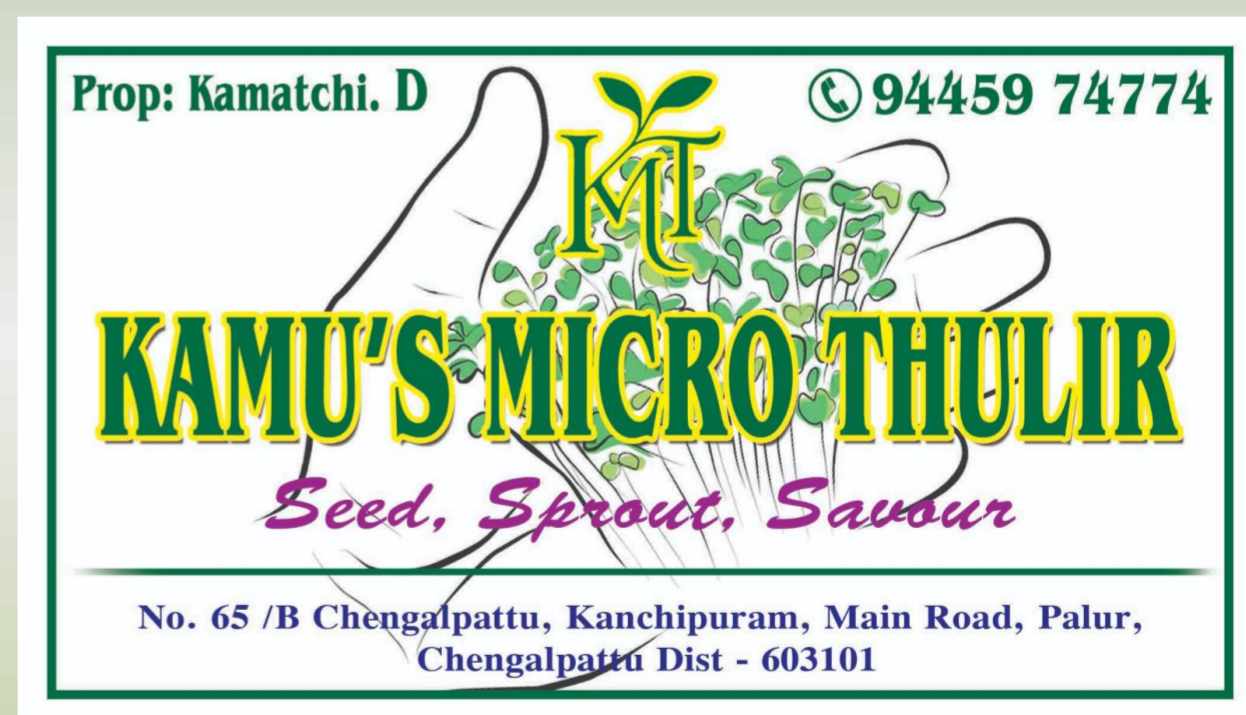 Prop: Kamatchi. D
94459 74774
KMT
KAMU'S MICRO THULIR
Seed, Sprout, Savour
No. 65 /B Chengalpattu, Kanchipuram, Main Road, Palur,
Chengalpattu Dist - 603101